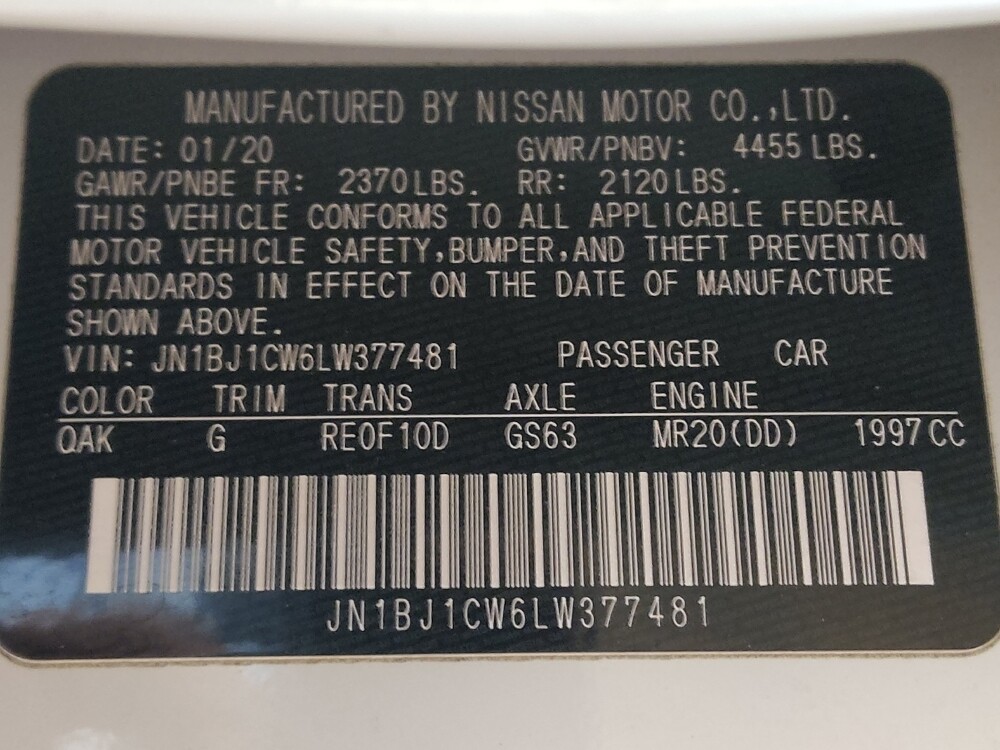 MANUFACTURED BY NISSAN MOTOR CO.,LTD.
DATE: 01/20 GVWR/PNBV: 4455 LBS.
GAWR/PNBE FR: 2370 LBS. RR: 2120 LBS.
THIS VEHICLE CONFORMS TO ALL APPLICABLE FEDERAL
MOTOR VEHICLE SAFETY,BUMPER,AND THEFT PREVENTION
STANDARDS IN EFFECT ON THE DATE OF MANUFACTURE
SHOWN ABOVE.
VIN: JN1BJ1CW6LW377481 PASSENGER CAR
COLOR TRIM TRANS AXLE ENGINE
QAK G RE0F10D GS63 MR20(DD) 1997 CC
JN1BJ1CW6LW377481